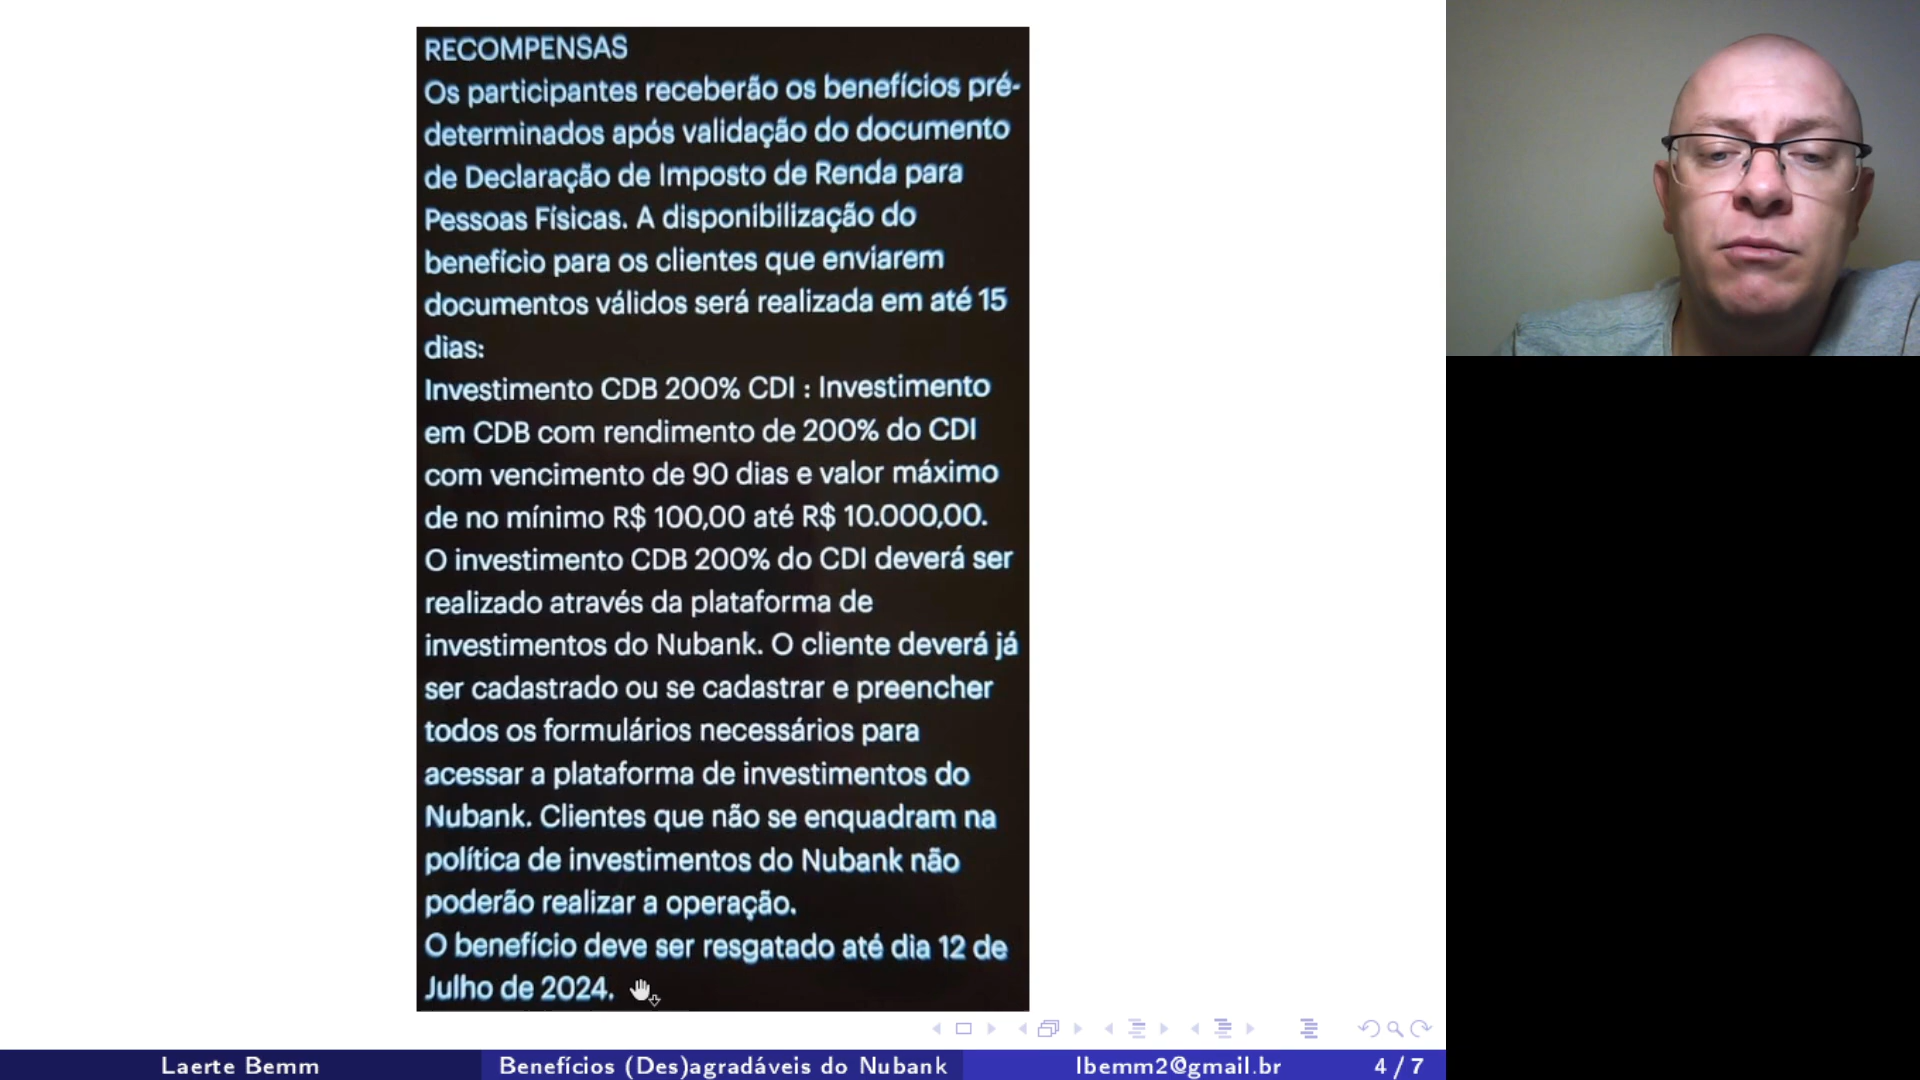 RECOMPENSAS
Os participantes receberão os benefícios pré-
determinados após validação do documento
de Declaração de Imposto de Renda para
Pessoas Físicas. A disponibilização do
benefício para os clientes que enviarem
documentos válidos será realizada em até 15
dias:
Investimento CDB 200% CDI : Investimento
em CDB com rendimento de 200% do CDI
com vencimento de 90 dias e valor máximo
de no mínimo R$ 100,00 até R$ 10.000,00.
O investimento CDB 200% do CDI deverá ser
realizado através da plataforma de
investimentos do Nubank. O cliente deverá já
ser cadastrado ou se cadastrar e preencher
todos os formulários necessários para
acessar a plataforma de investimentos do
Nubank. Clientes que não se enquadram na
política de investimentos do Nubank não
poderão realizar a operação.
O benefício deve ser resgatado até dia 12 de
Julho de 2024.
Laerte Bemm Benefícios (Des)agradáveis do Nubank lbemm2@gmail.br 4 / 7